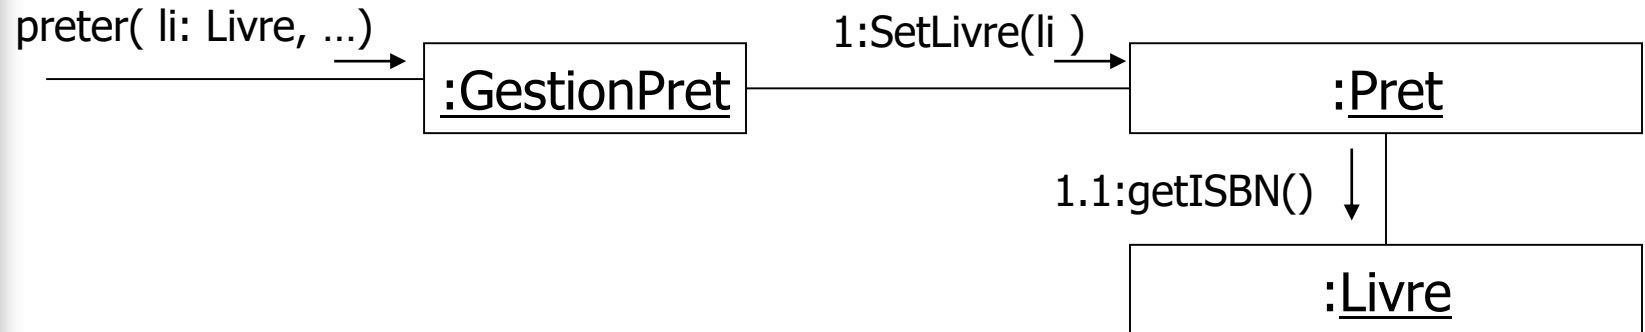 preter( li: Livre, ...)
1:SetLivre(li )
:GestionPret
:Pret
1.1:getISBN()
:Livre